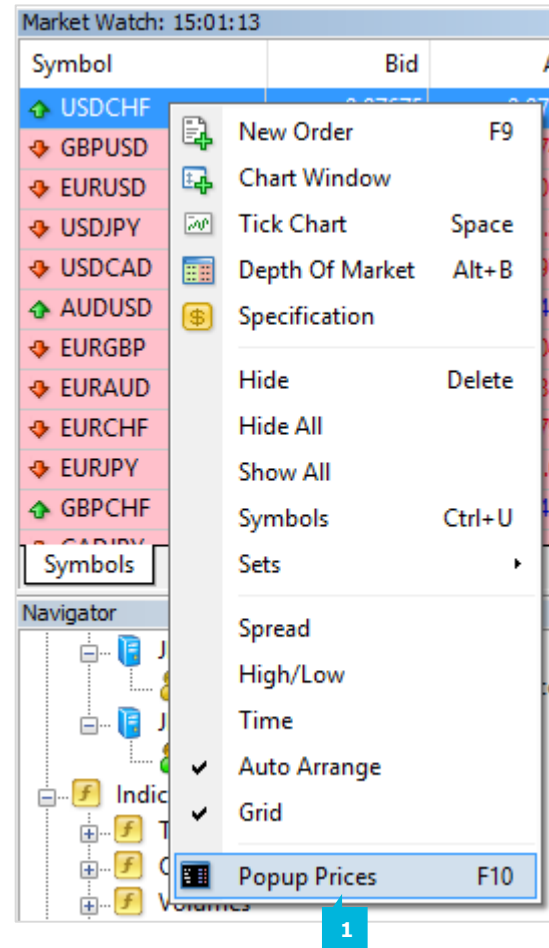 Market Watch: 15:01:13
Symbol Bid
USDCHF
New Order F9
GBPUSD
Chart Window
EURUSD
Tick Chart Space
USDJPY
Depth Of Market Alt+B
USDCAD
AUDUSD
Specification
EURGBP
EURAUD
Hide Delete
EURCHF
Hide All
EURJPY
Show All
GBPCHF
Symbols Ctrl+U
Symbols
Sets
Navigator
Spread
High/Low
Time
Auto Arrange
Grid
Popup Prices F10
1